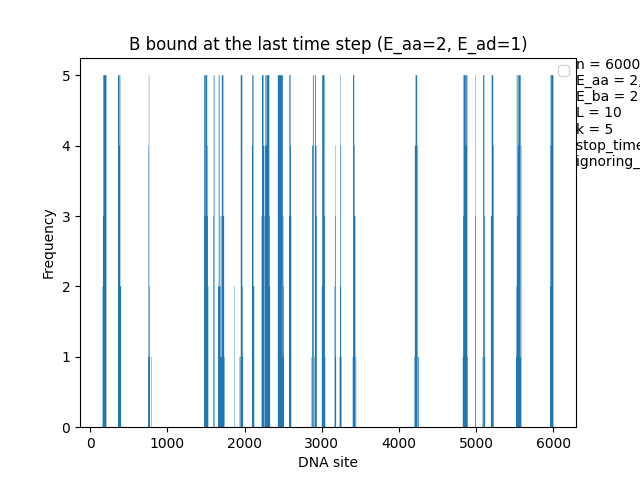 B bound at the last time step (E_aa=2, E_ad=1)
n = 6000
E_aa = 2,
E_ba = 2
L = 10
k = 5
stop_time
ignoring_
5
4
3
2
1
0
Frequency
0 1000 2000 3000 4000 5000 6000
DNA site